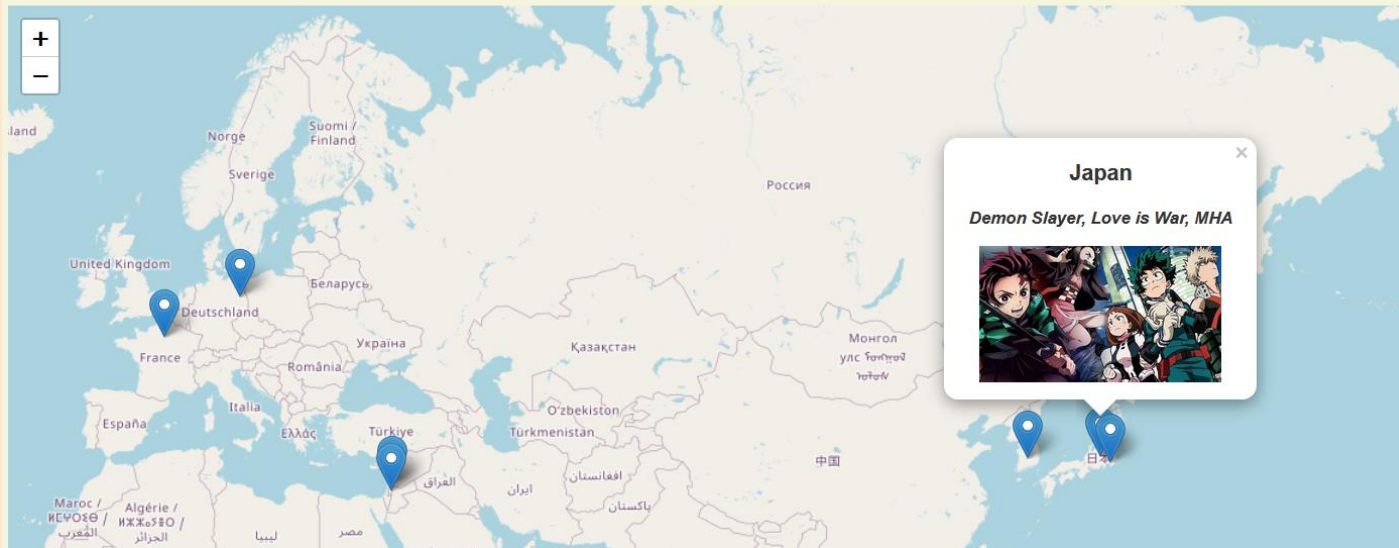 +
−
land
Norge
Suomi /
Finland
Sverige
Россия
×
Japan
Demon Slayer, Love is War, MHA
United Kingdom
Беларусь
Deutschland
Україна
France
România
Қазақстан
Монгол
улс
Italia
España
Ελλάς
Türkiye
O'zbekiston
Türkmenistan
中国
日本
العراق
ایران
افغانستان
پاکستان
Maroc /
ⵍⵎⵖⵔⵉⴱ /
المغرب
Algérie /
الجزائر
ليبيا
مصر